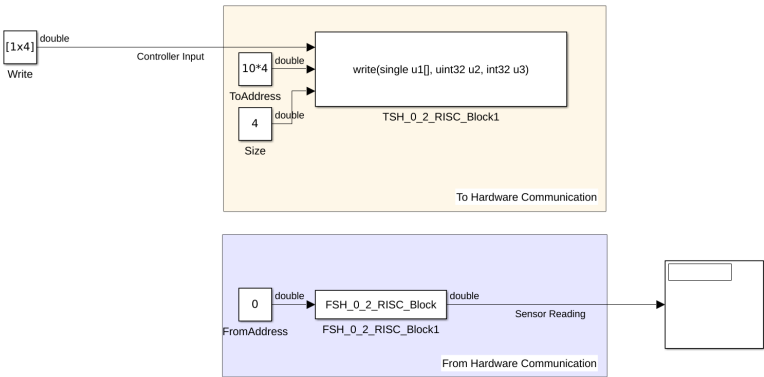 [1x4]
double
Write
Controller Input
10*4
double
ToAddress
write(single u1[], uint32 u2, int32 u3)
4
double
Size
TSH_0_2_RISC_Block1
To Hardware Communication
0
double
FromAddress
FSH_0_2_RISC_Block
double
FSH_0_2_RISC_Block1
Sensor Reading
From Hardware Communication